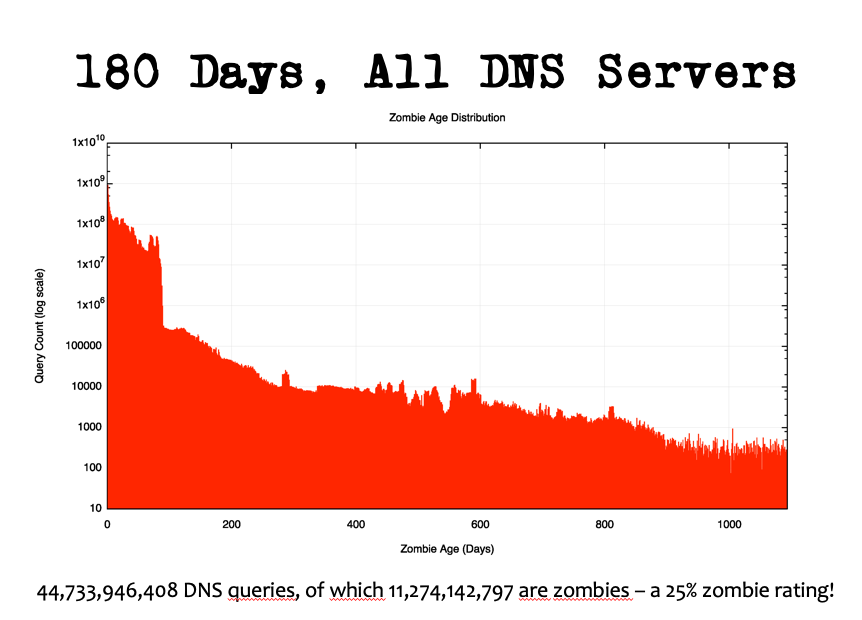 180 Days, All DNS Servers
Zombie Age Distribution
1x10^10
1x10^9
1x10^8
1x10^7
1x10^6
100000
10000
1000
100
10
Query Count (log scale)
0 200 400 600 800 1000
Zombie Age (Days)
44,733,946,408 DNS queries, of which 11,274,142,797 are zombies – a 25% zombie rating!